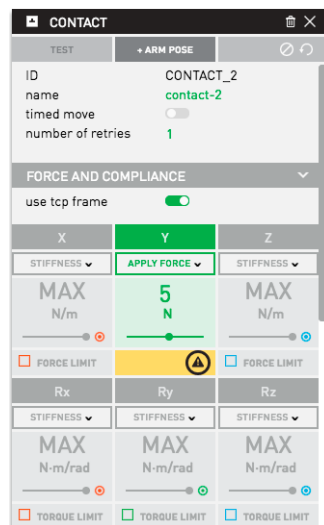 CONTACT
TEST
+ ARM POSE
ID CONTACT_2
name contact-2
timed move
number of retries 1
FORCE AND COMPLIANCE
use tcp frame
X Y Z
STIFFNESS APPLY FORCE STIFFNESS
MAX 5 MAX
N/m N N/m
FORCE LIMIT FORCE LIMIT
Rx Ry Rz
STIFFNESS STIFFNESS STIFFNESS
MAX MAX MAX
N·m/rad N·m/rad N·m/rad
TORQUE LIMIT TORQUE LIMIT TORQUE LIMIT